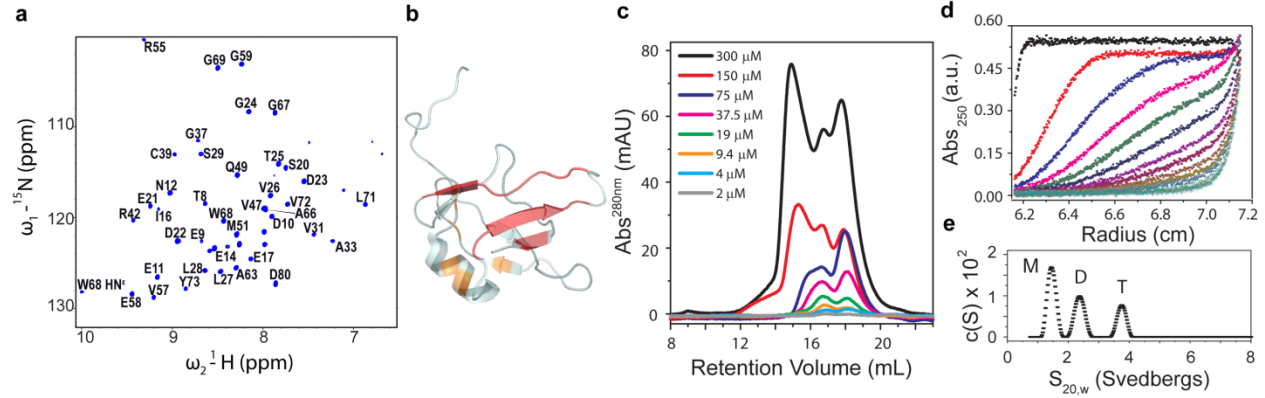 a
R55
G69
G59
G24
G67
G37
C39
S29
T25
S20
Q49
D23
N12
E21
T8
V26
V72
L71
I16
V47
A66
R42
W68
D10
D22
E9
M51
V31
A33
E14
E17
E11
L28
L27
A63
D80
W68 HNᵋ
E58
V57
Y73
110
120
130
ω₁-¹⁵N (ppm)
10
9
8
7
ω₂-¹H (ppm)
b
c
300 μM
150 μM
75 μM
37.5 μM
19 μM
9.4 μM
4 μM
2 μM
80
60
40
20
0
Abs²⁸⁰ⁿᵐ (mAU)
8
12
16
20
Retention Volume (mL)
d
0.60
0.45
0.30
0.15
0.00
Abs₂₅₀ (a.u.)
6.2
6.4
6.6
6.8
7.0
7.2
Radius (cm)
e
M
D
T
2
1
0
c(S) x 10²
0
2
4
6
8
S₂₀,w (Svedbergs)